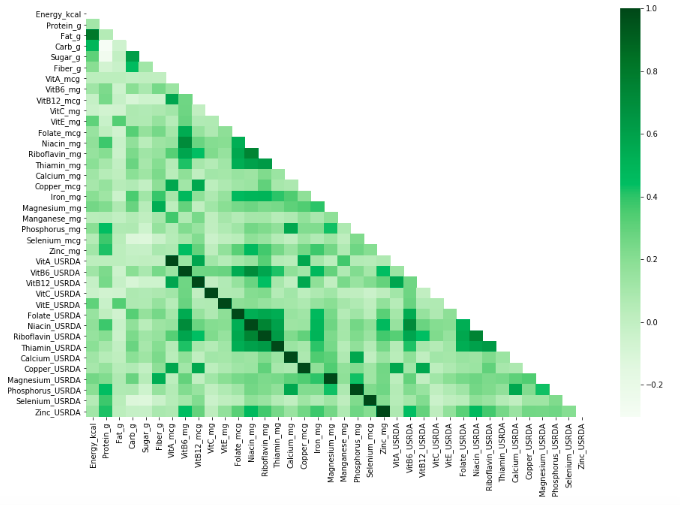 Energy_kcal
Protein_g
Fat_g
Carb_g
Sugar_g
Fiber_g
VitA_mcg
VitB6_mg
VitB12_mcg
VitC_mg
VitE_mg
Folate_mcg
Niacin_mg
Riboflavin_mg
Thiamin_mg
Calcium_mg
Copper_mcg
Iron_mg
Magnesium_mg
Manganese_mg
Phosphorus_mg
Selenium_mcg
Zinc_mg
VitA_USRDA
VitB6_USRDA
VitB12_USRDA
VitC_USRDA
VitE_USRDA
Folate_USRDA
Niacin_USRDA
Riboflavin_USRDA
Thiamin_USRDA
Calcium_USRDA
Copper_USRDA
Magnesium_USRDA
Phosphorus_USRDA
Selenium_USRDA
Zinc_USRDA
Energy_kcal
Protein_g
Fat_g
Carb_g
Sugar_g
Fiber_g
VitA_mcg
VitB6_mg
VitB12_mcg
VitC_mg
VitE_mg
Folate_mcg
Niacin_mg
Riboflavin_mg
Thiamin_mg
Calcium_mg
Copper_mcg
Iron_mg
Magnesium_mg
Manganese_mg
Phosphorus_mg
Selenium_mcg
Zinc_mg
VitA_USRDA
VitB6_USRDA
VitB12_USRDA
VitC_USRDA
VitE_USRDA
Folate_USRDA
Niacin_USRDA
Riboflavin_USRDA
Thiamin_USRDA
Calcium_USRDA
Copper_USRDA
Magnesium_USRDA
Phosphorus_USRDA
Selenium_USRDA
Zinc_USRDA
1.0
0.8
0.6
0.4
0.2
0.0
−0.2